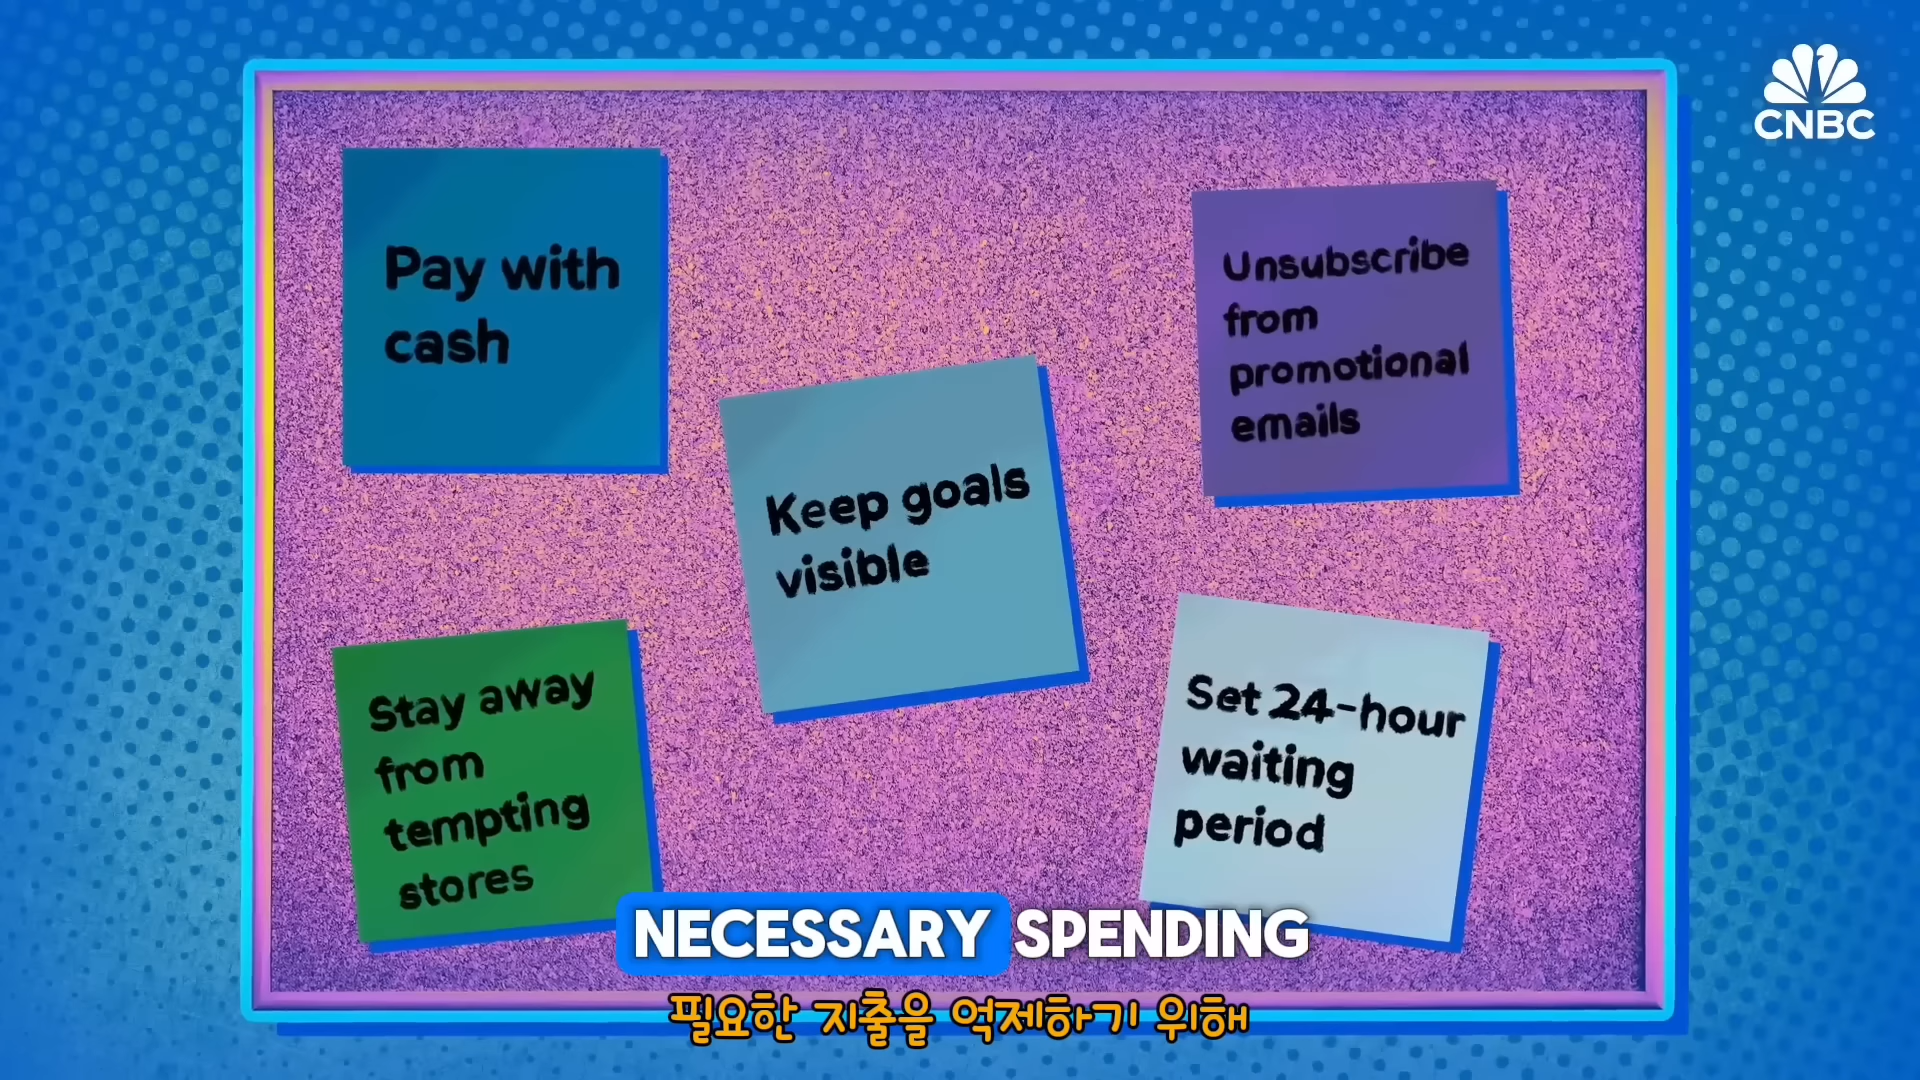 CNBC
Pay with
cash
Unsubscribe
from
promotional
emails
Keep goals
visible
Stay away
from
tempting
stores
Set 24-hour
waiting
period
NECESSARY SPENDING
필요한 지출을 억제하기 위해